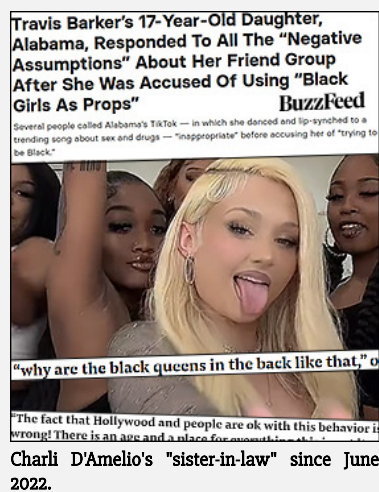 Travis Barker's 17-Year-Old Daughter,
Alabama, Responded To All The “Negative
Assumptions” About Her Friend Group
After She Was Accused Of Using “Black
Girls As Props”
BuzzFeed
Several people called Alabama's TikTok — in which she danced and lip-synched to a
trending song about sex and drugs — “inappropriate” before accusing her of “trying to
be Black.”
“why are the black queens in the back like that,” o
“The fact that Hollywood and people are ok with this behavior is
wrong! There is an age and a place for everything
Charli D'Amelio's "sister-in-law" since June
2022.